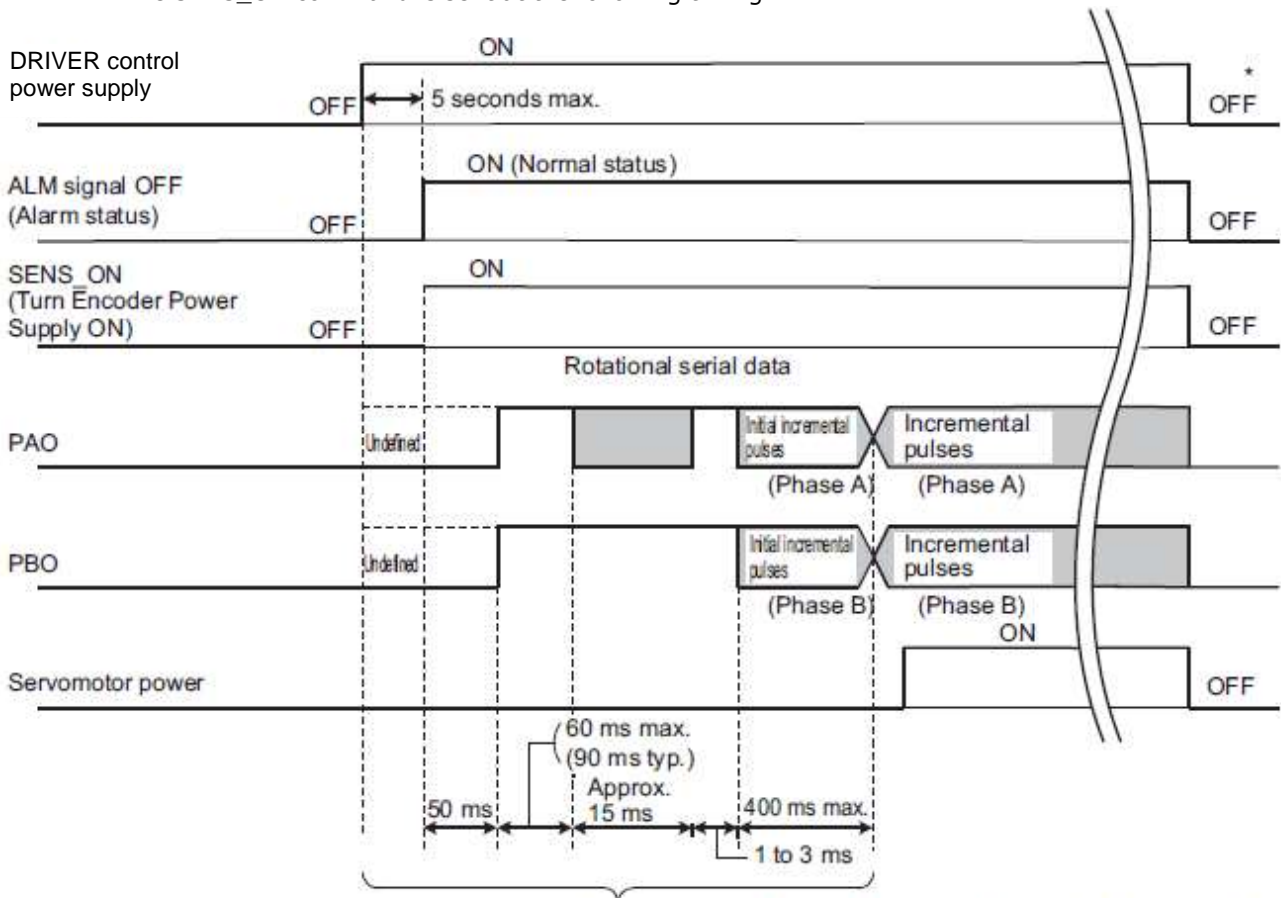 ON
DRIVER control
power supply
OFF
5 seconds max.
*
OFF
ON (Normal status)
ALM signal OFF
(Alarm status)
OFF
OFF
SENS_ON
(Turn Encoder Power
Supply ON)
ON
OFF
OFF
Rotational serial data
PAO
Undefined
Initial incremental
pulses
Incremental
pulses
(Phase A)
(Phase A)
PBO
Undefined
Initial incremental
pulses
Incremental
pulses
(Phase B)
(Phase B)
ON
Servomotor power
OFF
60 ms max.
(90 ms typ.)
Approx.
15 ms
50 ms
400 ms max.
1 to 3 ms